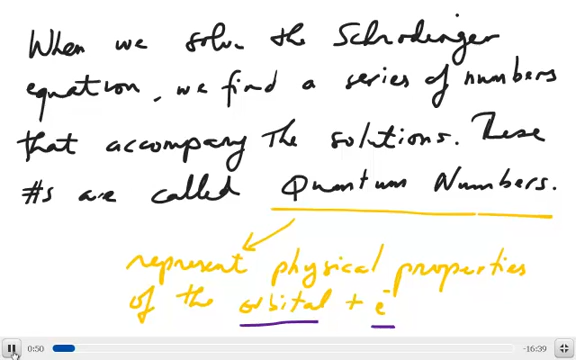 When we solve the Schrodinger
equation, we find a series of numbers
that accompany the solutions. These
#s are called Quantum Numbers.
represent physical properties
of the orbital + e⁻
0:50
-16:39